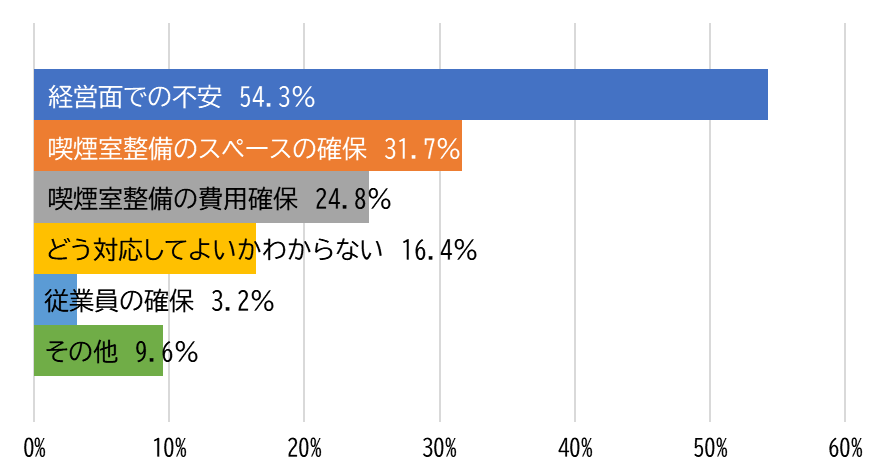 経営面での不安 54.3%
喫煙室整備のスペースの確保 31.7%
喫煙室整備の費用確保 24.8%
どう対応してよいかわからない 16.4%
従業員の確保 3.2%
その他 9.6%
0% 10% 20% 30% 40% 50% 60%